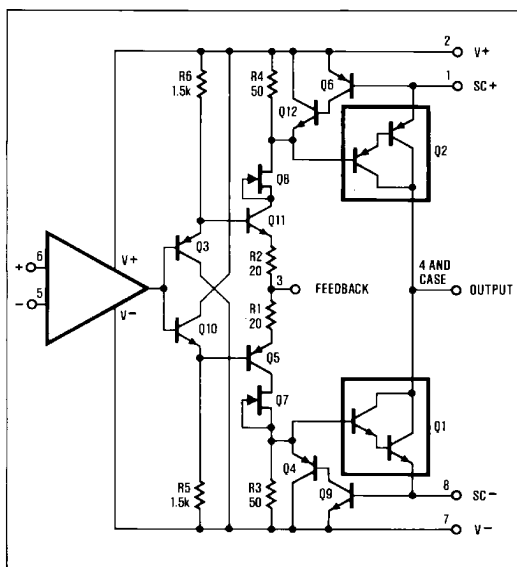 2 V+
R6
1.5k
R4
50
Q6
1 SC+
Q12
Q2
Q8
Q3
Q11
R2
20
6
+
V+
3 FEEDBACK
4 AND
CASE
OUTPUT
5
−
V−
R1
20
Q10
Q5
Q7
Q1
Q4
Q9
R5
1.5k
R3
50
8
SC−
7
V−